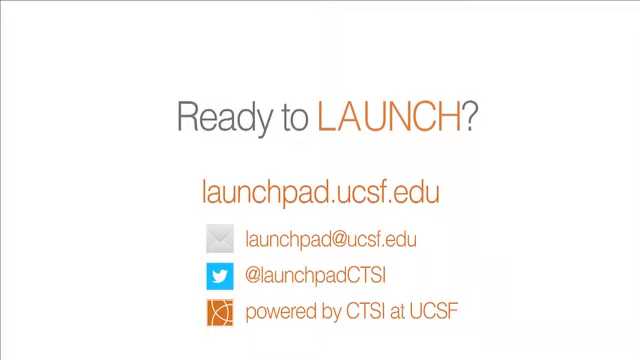 Ready to LAUNCH?
launchpad.ucsf.edu
launchpad@ucsf.edu
@launchpadCTSI
powered by CTSI at UCSF